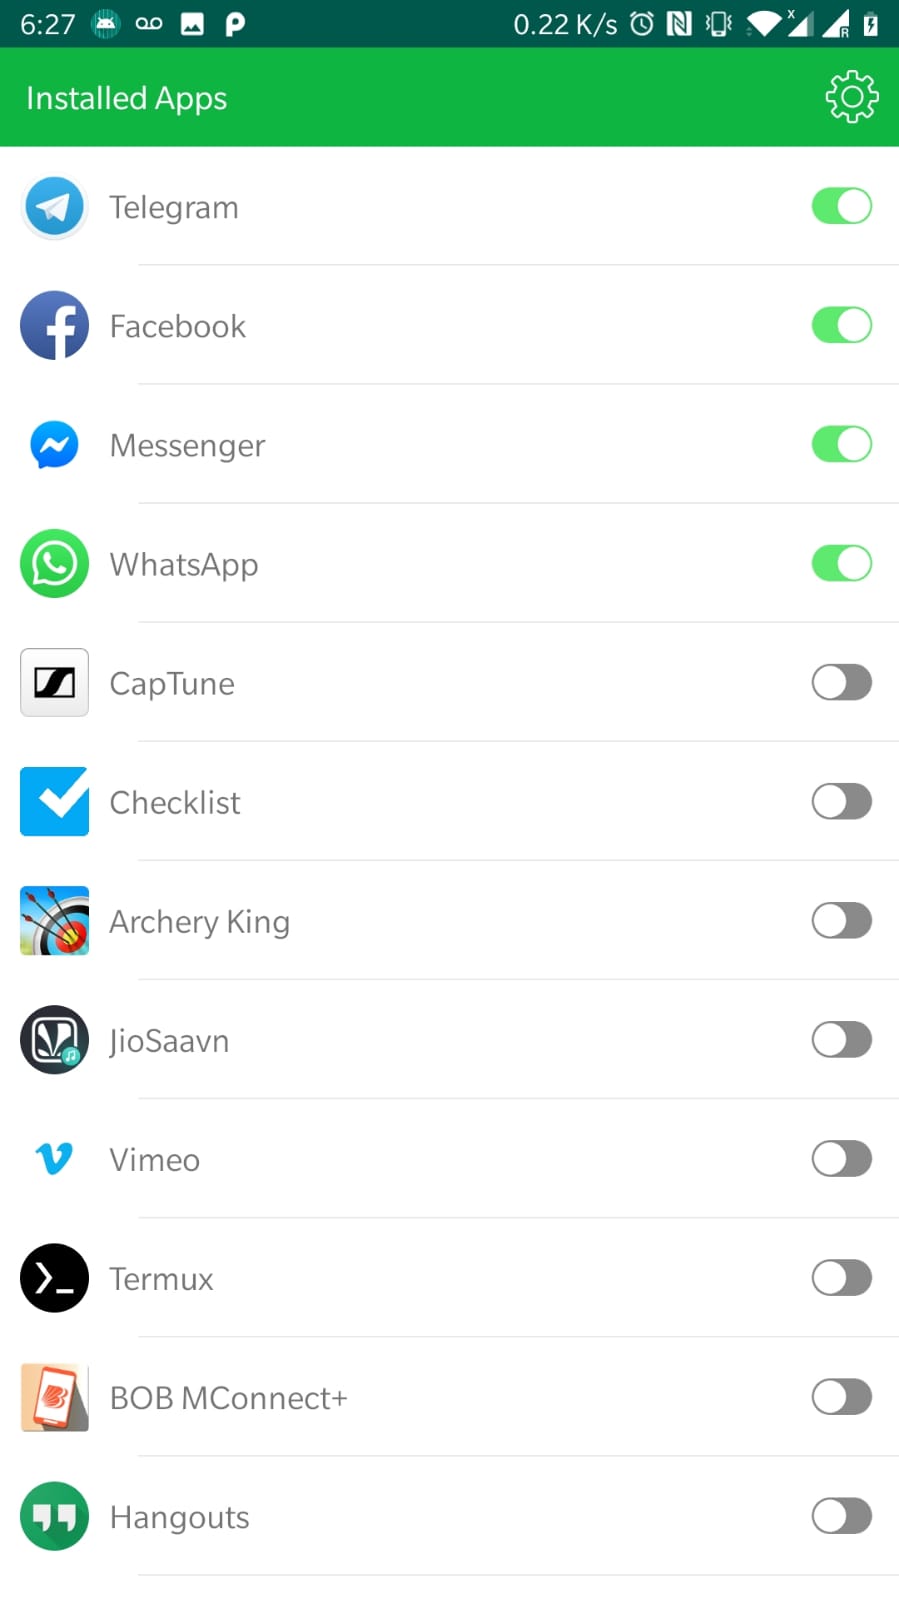 6:27 0.22 K/s X R
Installed Apps
Telegram
Facebook
Messenger
WhatsApp
CapTune
Checklist
Archery King
JioSaavn
Vimeo
Termux
BOB MConnect+
Hangouts